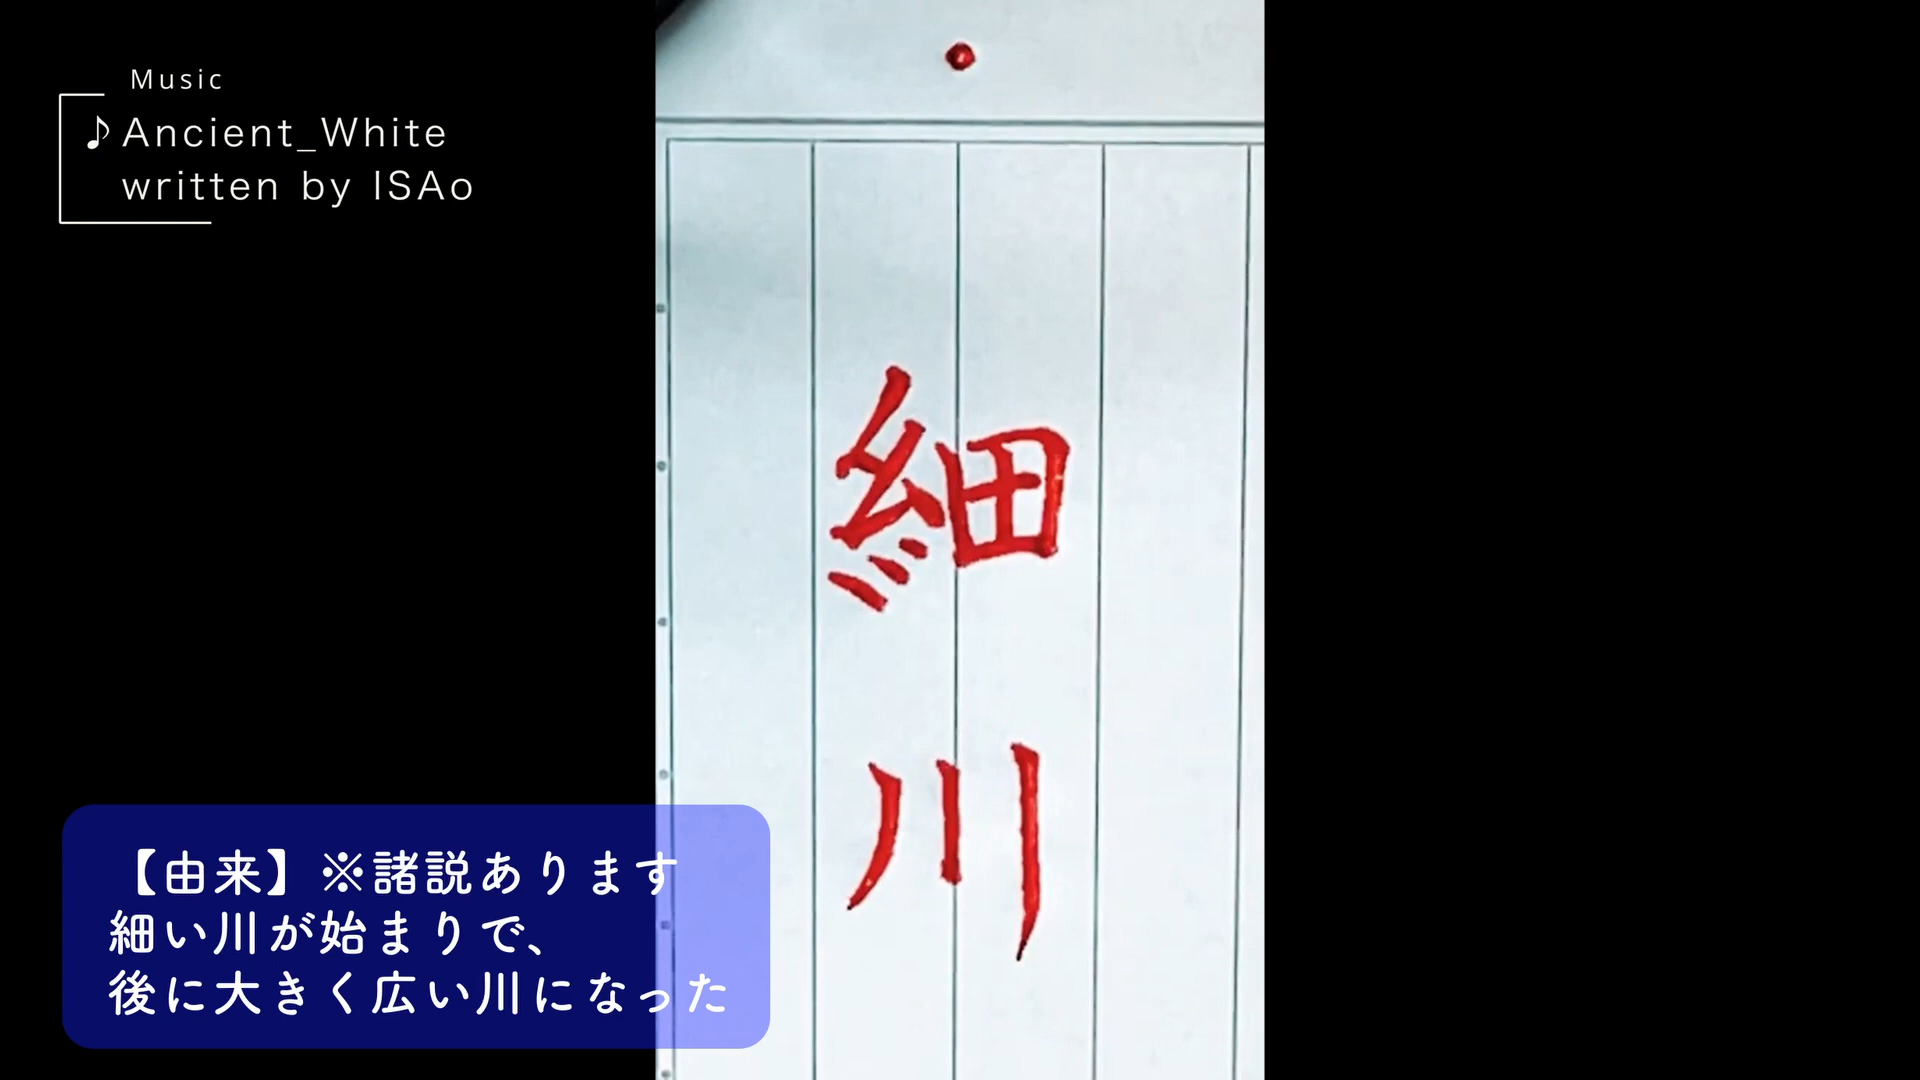 Music
♪Ancient_White
written by ISAo
細川
【由来】※諸説あります
細い川が始まりで、
後に大きく広い川になった